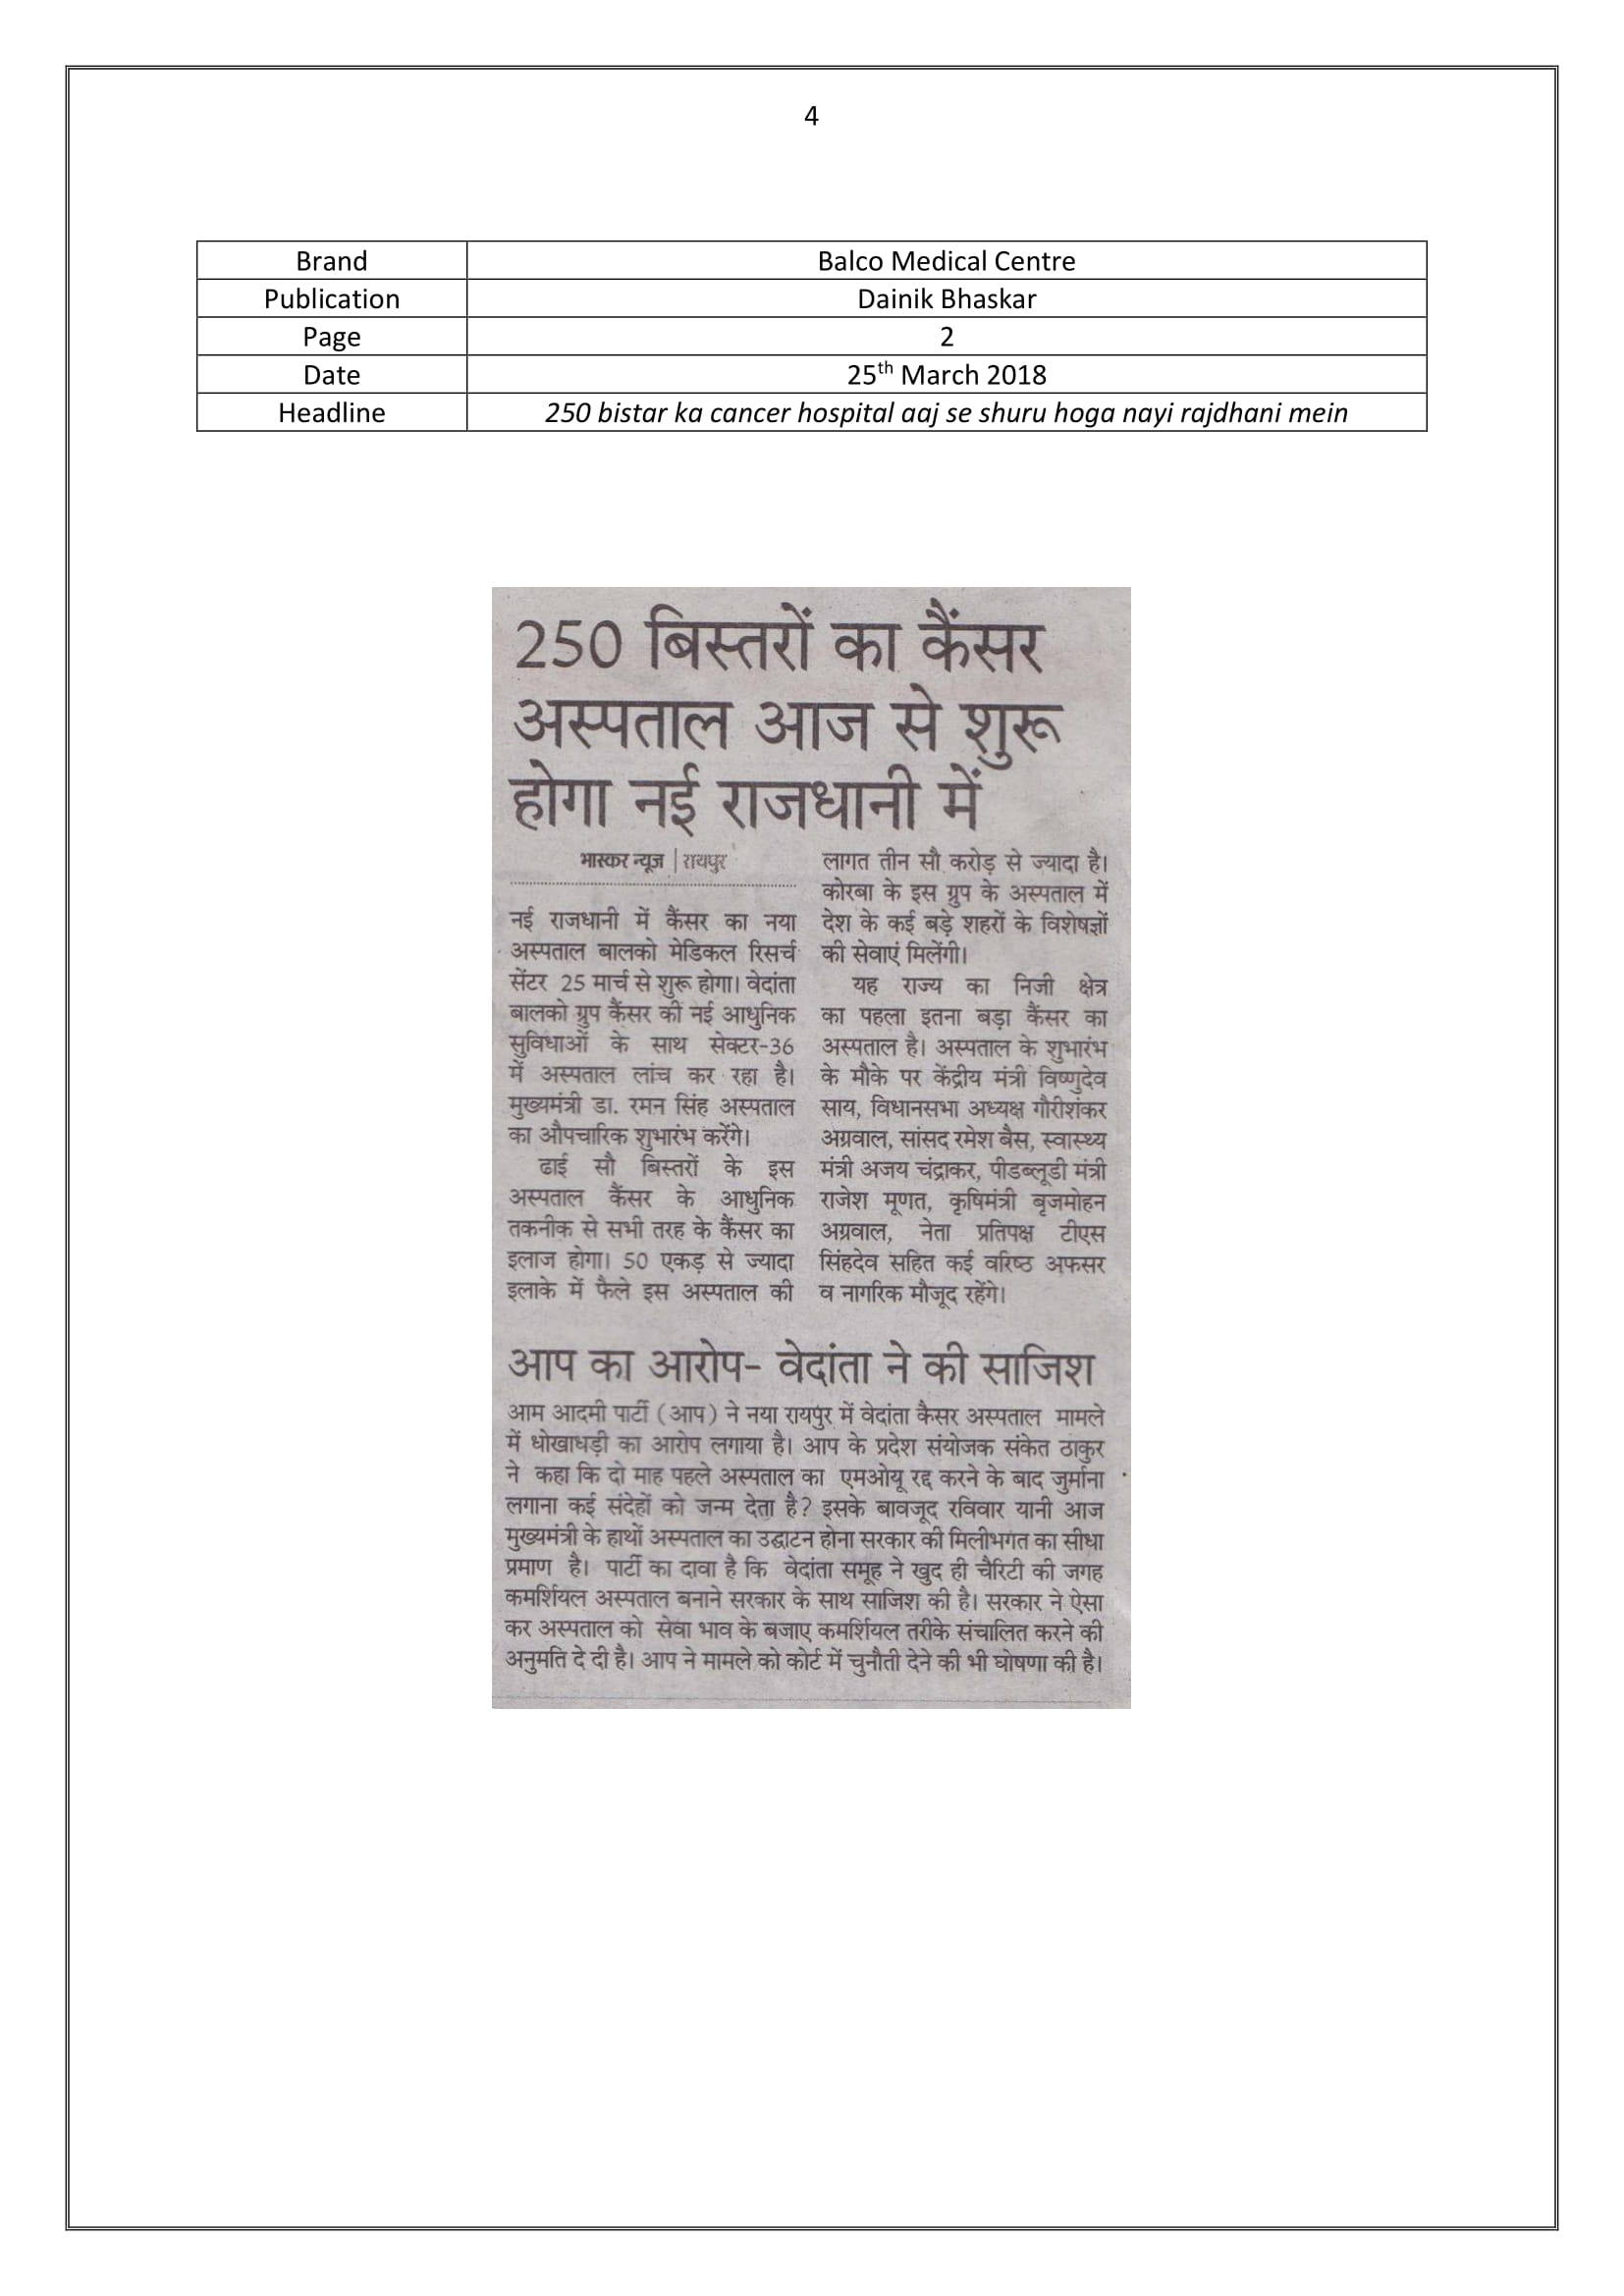 4
Brand Balco Medical Centre
Publication Dainik Bhaskar
Page 2
Date 25th March 2018
Headline 250 bistar ka cancer hospital aaj se shuru hoga nayi rajdhani mein
250 बिस्तरों का कैंसर
अस्पताल आज से शुरू
होगा नई राजधानी में
भास्कर न्यूज | रायपुर
नई राजधानी में कैंसर का नया
अस्पताल बालको मेडिकल रिसर्च
सेंटर 25 मार्च से शुरू होगा। वेदांता
बालको ग्रुप कैंसर की नई आधुनिक
सुविधाओं के साथ सेक्टर-36
में अस्पताल लांच कर रहा है।
मुख्यमंत्री डा. रमन सिंह अस्पताल
का औपचारिक शुभारंभ करेंगे।
ढाई सौ बिस्तरों के इस
अस्पताल कैंसर के आधुनिक
तकनीक से सभी तरह के कैंसर का
इलाज होगा। 50 एकड़ से ज्यादा
इलाके में फैले इस अस्पताल की
लागत तीन सौ करोड़ से ज्यादा है।
कोरबा के इस ग्रुप के अस्पताल में
देश के कई बड़े शहरों के विशेषज्ञों
की सेवाएं मिलेंगी।
यह राज्य का निजी क्षेत्र
का पहला इतना बड़ा कैंसर का
अस्पताल है। अस्पताल के शुभारंभ
के मौके पर केंद्रीय मंत्री विष्णुदेव
साय, विधानसभा अध्यक्ष गौरीशंकर
अग्रवाल, सांसद रमेश बैस, स्वास्थ्य
मंत्री अजय चंद्राकर, पीडब्लूडी मंत्री
राजेश मूणत, कृषिमंत्री बृजमोहन
अग्रवाल, नेता प्रतिपक्ष टीएस
सिंहदेव सहित कई वरिष्ठ अफसर
व नागरिक मौजूद रहेंगे।
आप का आरोप- वेदांता ने की साजिश
आम आदमी पार्टी (आप) ने नया रायपुर में वेदांता कैसर अस्पताल मामले
में धोखाधड़ी का आरोप लगाया है। आप के प्रदेश संयोजक संकेत ठाकुर
ने कहा कि दो माह पहले अस्पताल का एमओयू रद्द करने के बाद जुर्माना
लगाना कई संदेहों को जन्म देता है? इसके बावजूद रविवार यानी आज
मुख्यमंत्री के हाथों अस्पताल का उद्घाटन होना सरकार की मिलीभगत का सीधा
प्रमाण है। पार्टी का दावा है कि वेदांता समूह ने खुद ही चैरिटी की जगह
कमर्शियल अस्पताल बनाने सरकार के साथ साजिश की है। सरकार ने ऐसा
कर अस्पताल को सेवा भाव के बजाए कमर्शियल तरीके संचालित करने की
अनुमति दे दी है। आप ने मामले को कोर्ट में चुनौती देने की भी घोषणा की है।